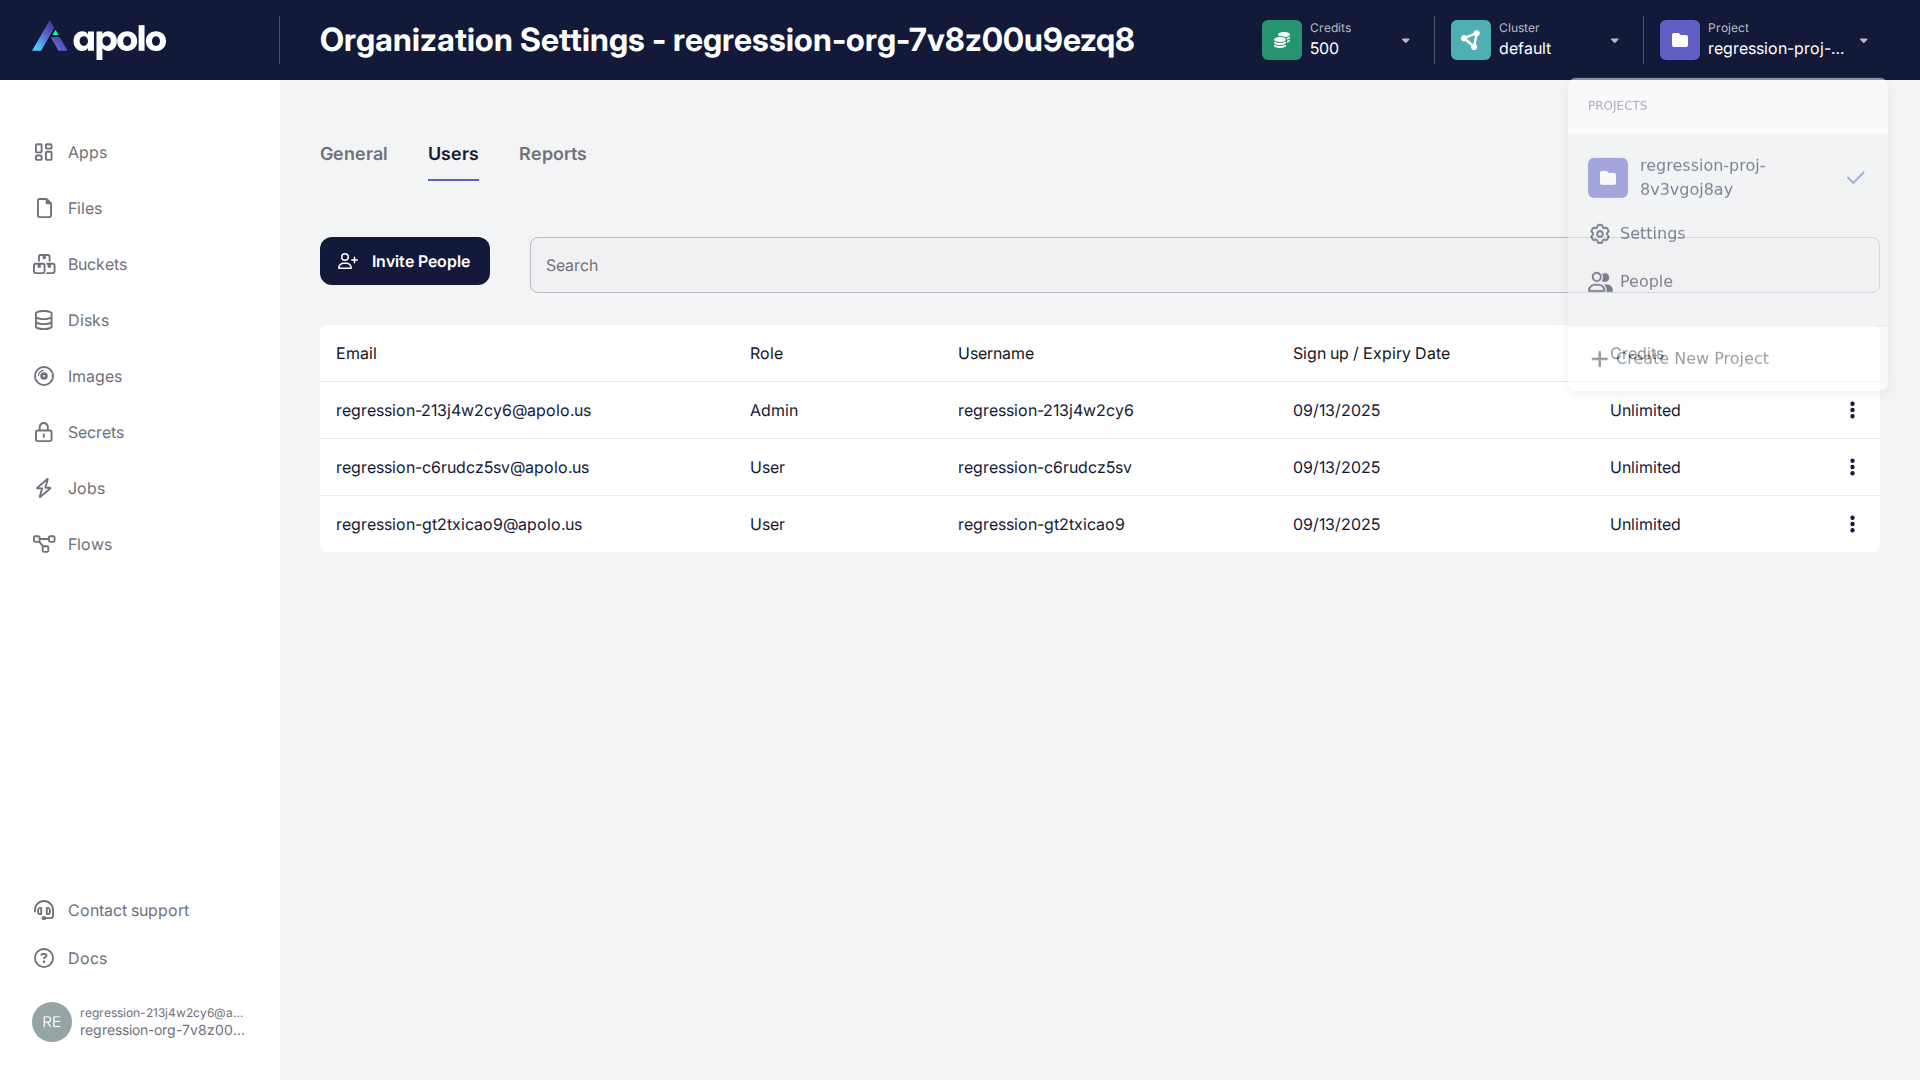 apolo
Organization Settings - regression-org-7v8z00u9ezq8
Credits
500
Cluster
default
Project
regression-proj-...
Apps
Files
Buckets
Disks
Images
Secrets
Jobs
Flows
Contact support
Docs
RE
regression-213j4w2cy6@a...
regression-org-7v8z00...
General Users Reports
Invite People
Search
PROJECTS
regression-proj-
8v3vgoj8ay
Settings
People
Create New Project
Email Role Username Sign up / Expiry Date Credits
regression-213j4w2cy6@apolo.us Admin regression-213j4w2cy6 09/13/2025 Unlimited
regression-c6rudcz5sv@apolo.us User regression-c6rudcz5sv 09/13/2025 Unlimited
regression-gt2txicao9@apolo.us User regression-gt2txicao9 09/13/2025 Unlimited